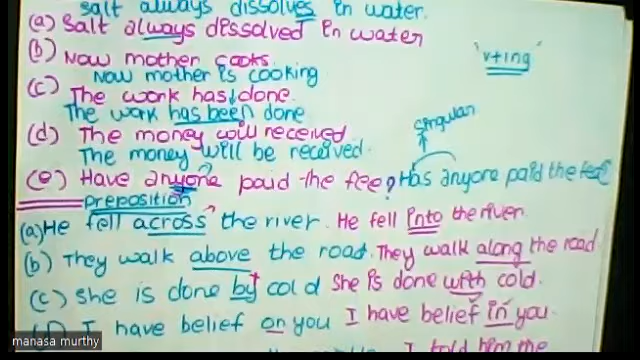 salt always dissolves in water.
(a) Salt always dissolved in water
(b) Now mother cooks "v+ing"
Now mother is cooking
(c) The work has done.
The work has been done
(d) The money will received singular
The money will be received.
(e) Have anyone paid the fee? Has anyone paid the fee?
preposition
(a) He fell across the river. He fell into the river.
(b) They walk above the road. They walk along the road.
(c) She is done by cold She is done with cold.
(d) I have belief on you I have belief in you.
I told him the
manasa murthy